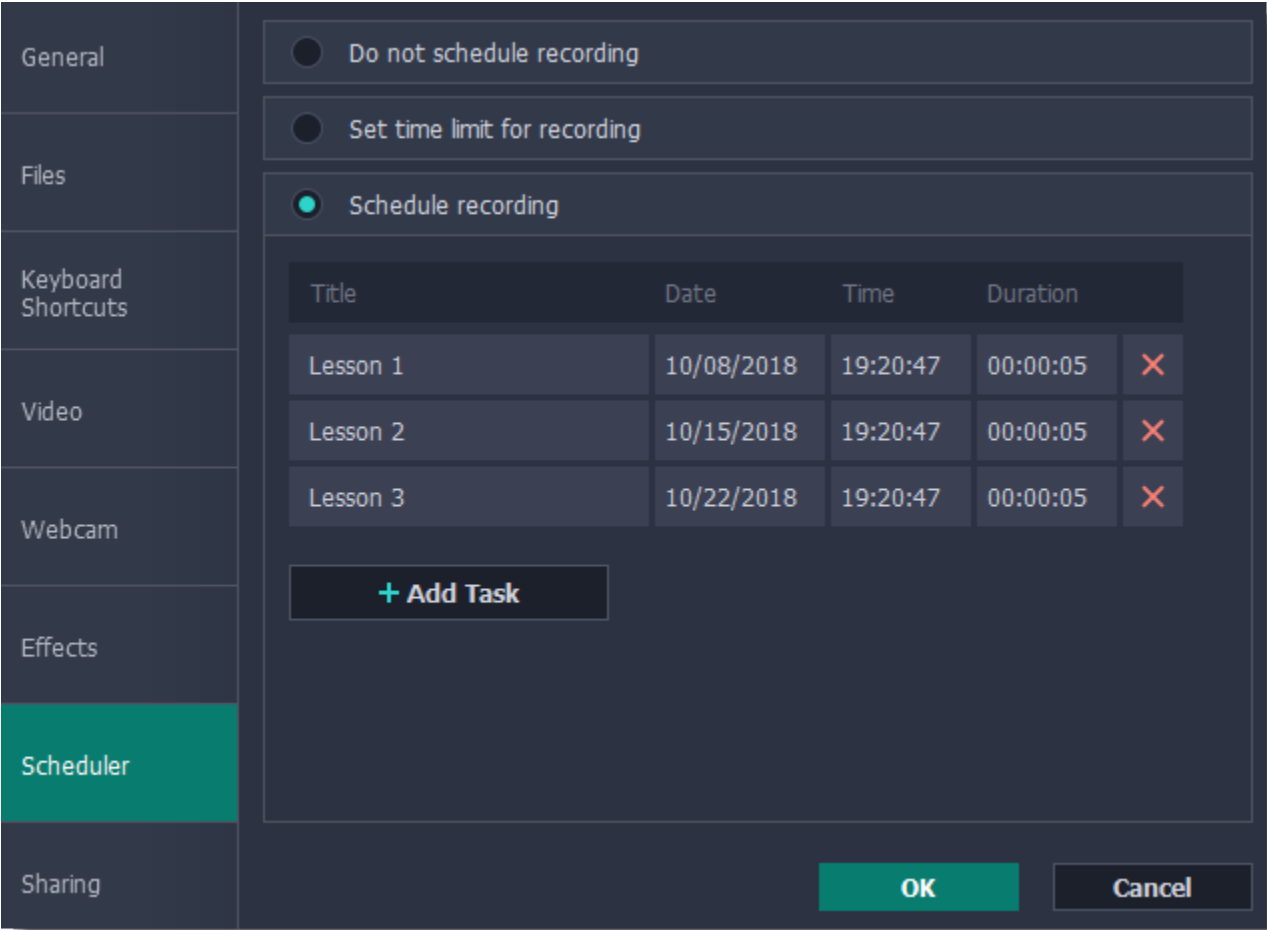 General
Files
Keyboard
Shortcuts
Video
Webcam
Effects
Scheduler
Sharing
Do not schedule recording
Set time limit for recording
Schedule recording
Title Date Time Duration
Lesson 1 10/08/2018 19:20:47 00:00:05
Lesson 2 10/15/2018 19:20:47 00:00:05
Lesson 3 10/22/2018 19:20:47 00:00:05
+ Add Task
OK Cancel